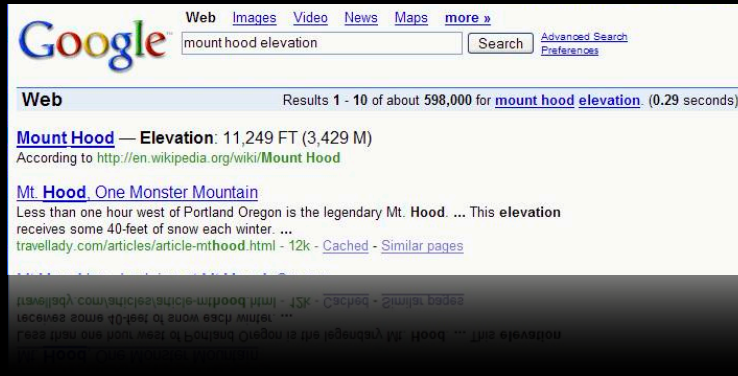 Web Images Video News Maps more »
Google™ mount hood elevation Search Advanced Search
Preferences
Web Results 1 - 10 of about 598,000 for mount hood elevation. (0.29 seconds)
Mount Hood — Elevation: 11,249 FT (3,429 M)
According to http://en.wikipedia.org/wiki/Mount Hood
Mt. Hood, One Monster Mountain
Less than one hour west of Portland Oregon is the legendary Mt. Hood. ... This elevation
receives some 40-feet of snow each winter. ...
travellady.com/articles/article-mthood.html - 12k - Cached - Similar pages